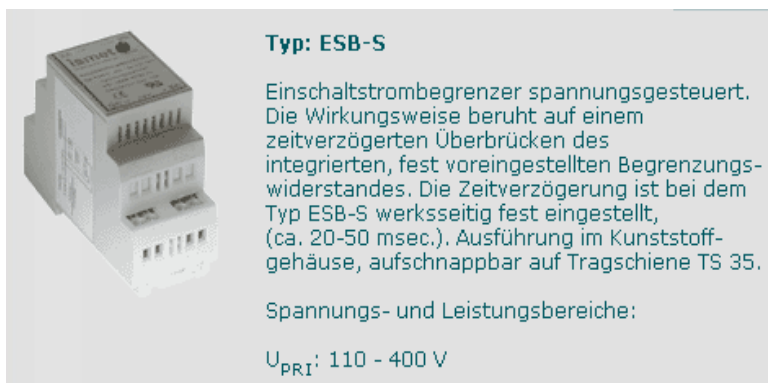 ismet
Typ: ESB-S
Einschaltstrombegrenzer spannungsgesteuert.
Die Wirkungsweise beruht auf einem
zeitverzögerten Überbrücken des
integrierten, fest voreingestellten Begrenzungs-
widerstandes. Die Zeitverzögerung ist bei dem
Typ ESB-S werksseitig fest eingestellt,
(ca. 20-50 msec.). Ausführung im Kunststoff-
gehäuse, aufschnappbar auf Tragschiene TS 35.
Spannungs- und Leistungsbereiche:
UPRI: 110 - 400 V